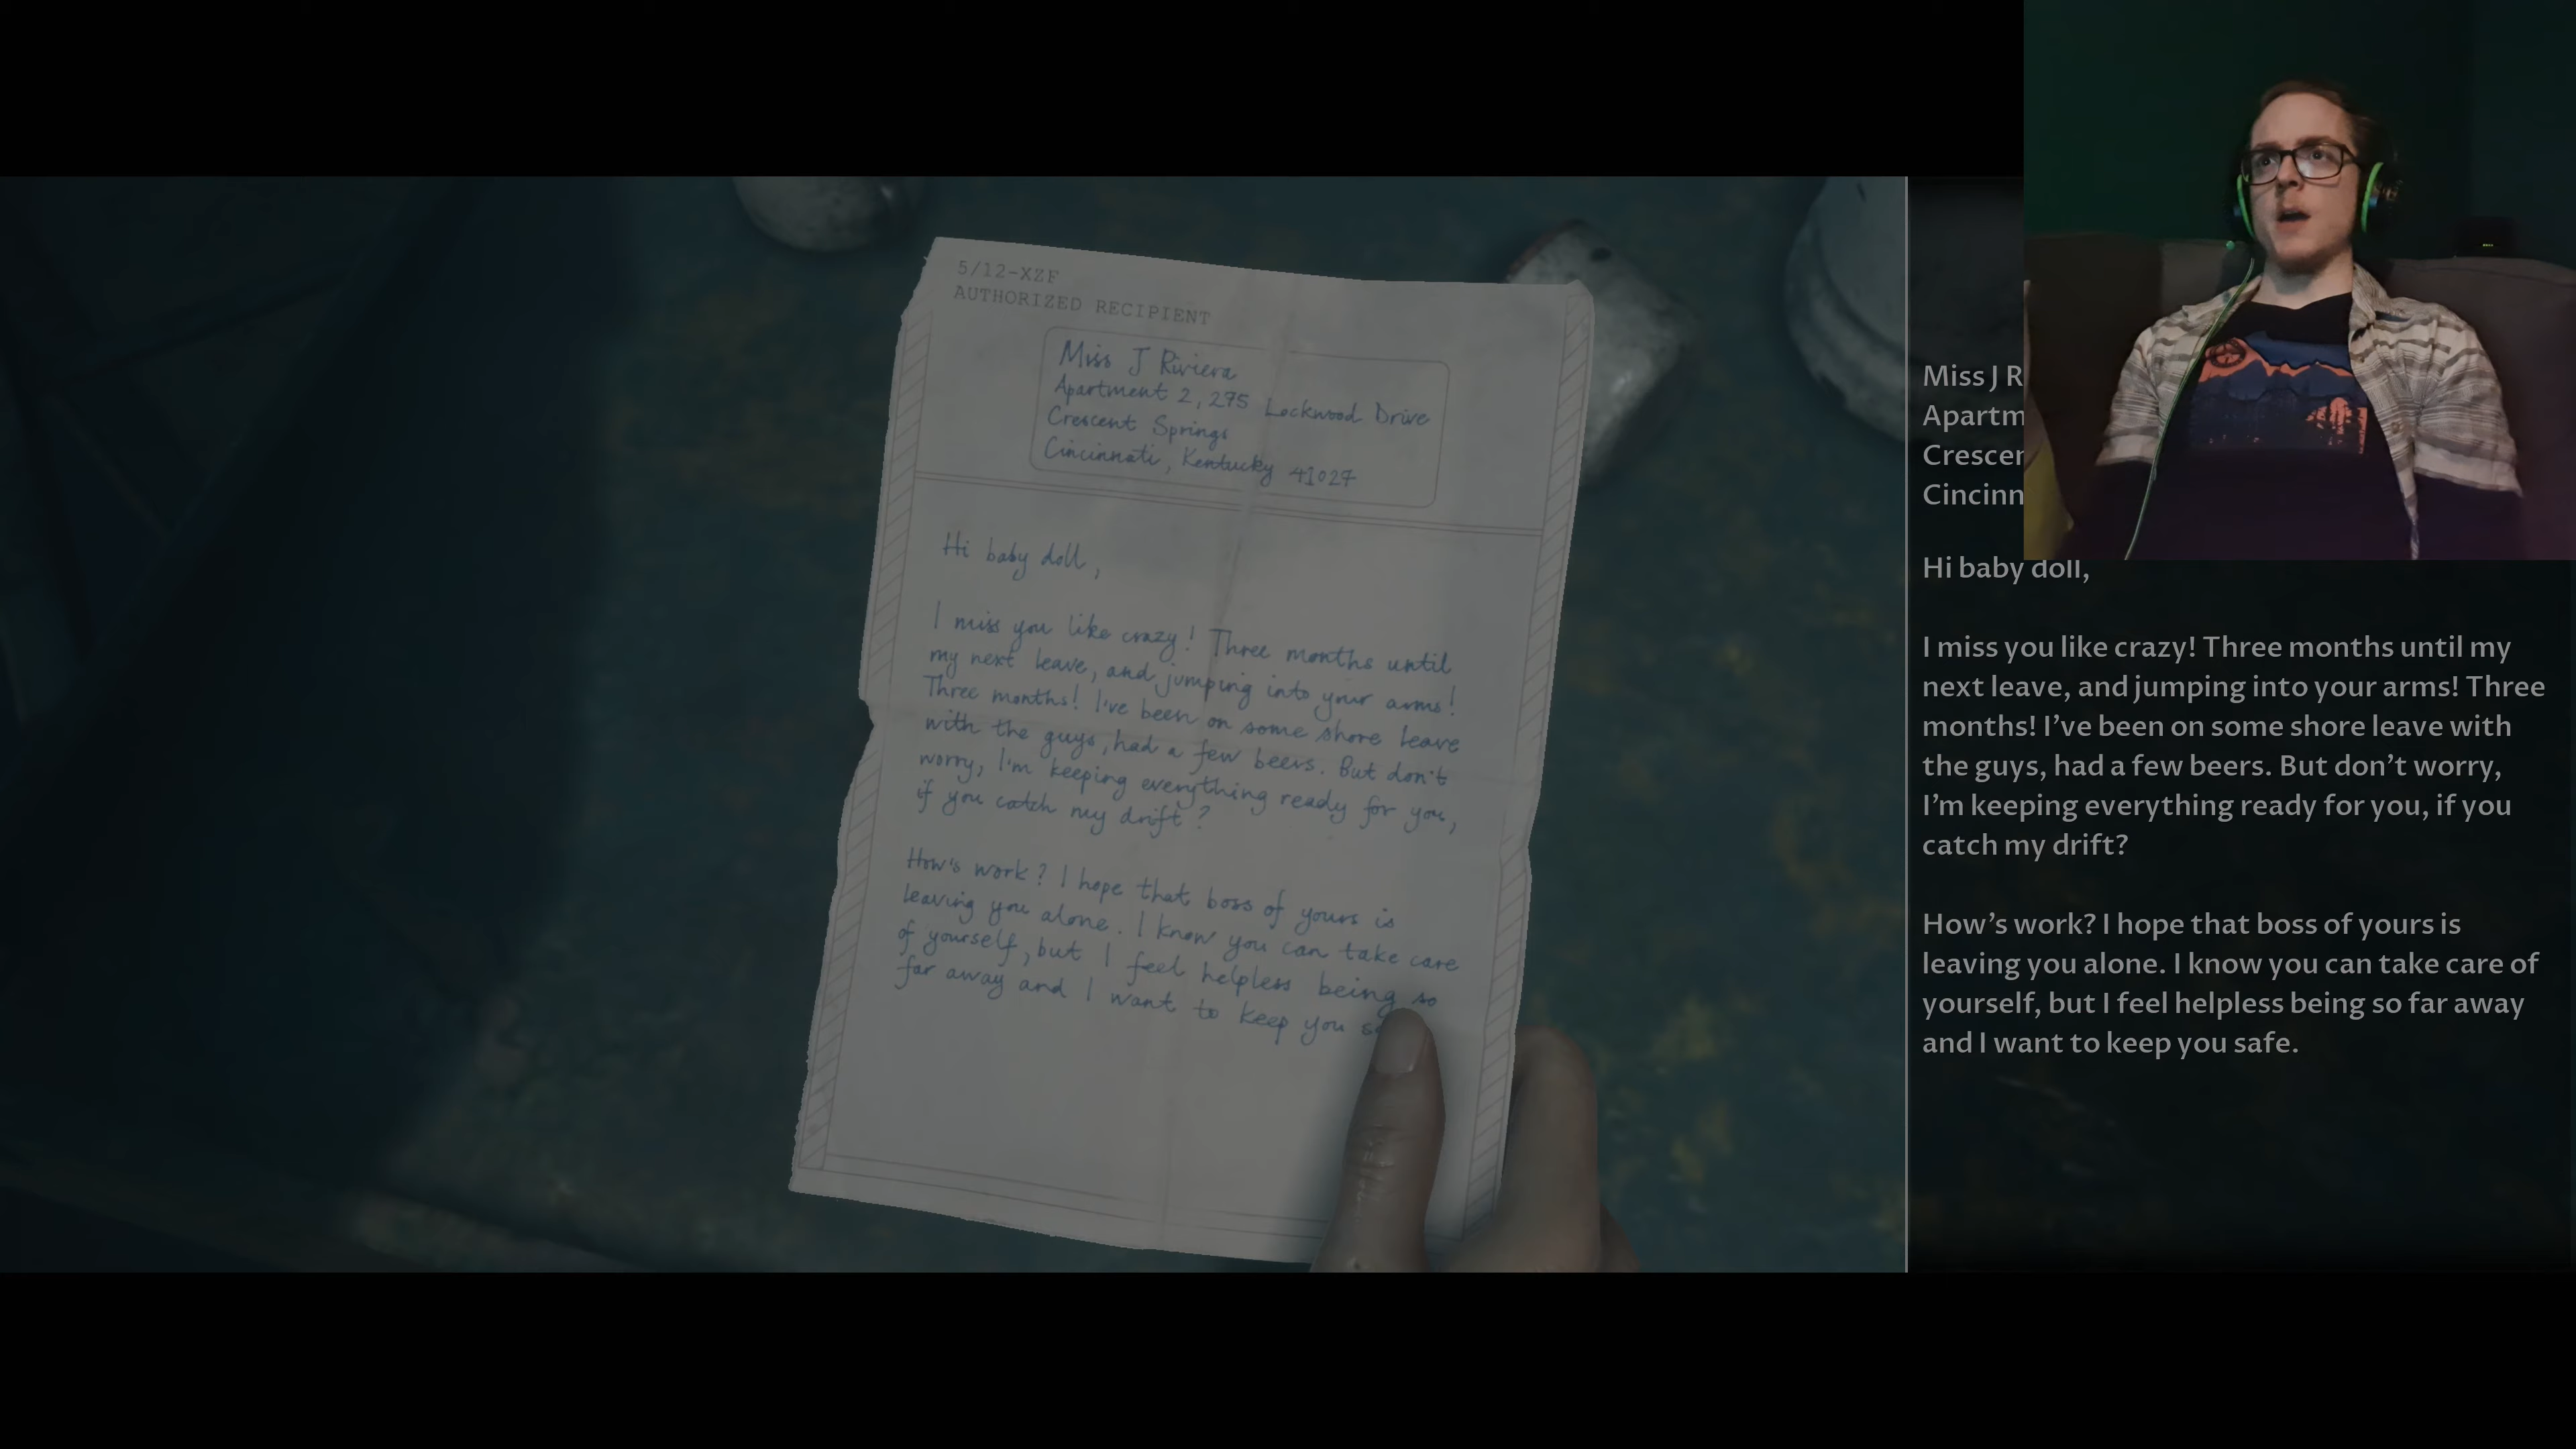 5/12-XZF
AUTHORIZED RECIPIENT
Miss J Riviera
Apartment 2, 275 Lockwood Drive
Crescent Springs
Cincinnati, Kentucky 41027
Hi baby doll,
I miss you like crazy! Three months until
my next leave, and jumping into your arms!
Three months! I've been on some shore leave
with the guys, had a few beers. But don't
worry, I'm keeping everything ready for you,
if you catch my drift?
How's work? I hope that boss of yours is
leaving you alone. I know you can take care
of yourself, but I feel helpless being so
far away and I want to keep you
Miss J R
Apartm
Crescen
Cincinn
Hi baby doll,
I miss you like crazy! Three months until my
next leave, and jumping into your arms! Three
months! I've been on some shore leave with
the guys, had a few beers. But don't worry,
I'm keeping everything ready for you, if you
catch my drift?
How's work? I hope that boss of yours is
leaving you alone. I know you can take care of
yourself, but I feel helpless being so far away
and I want to keep you safe.